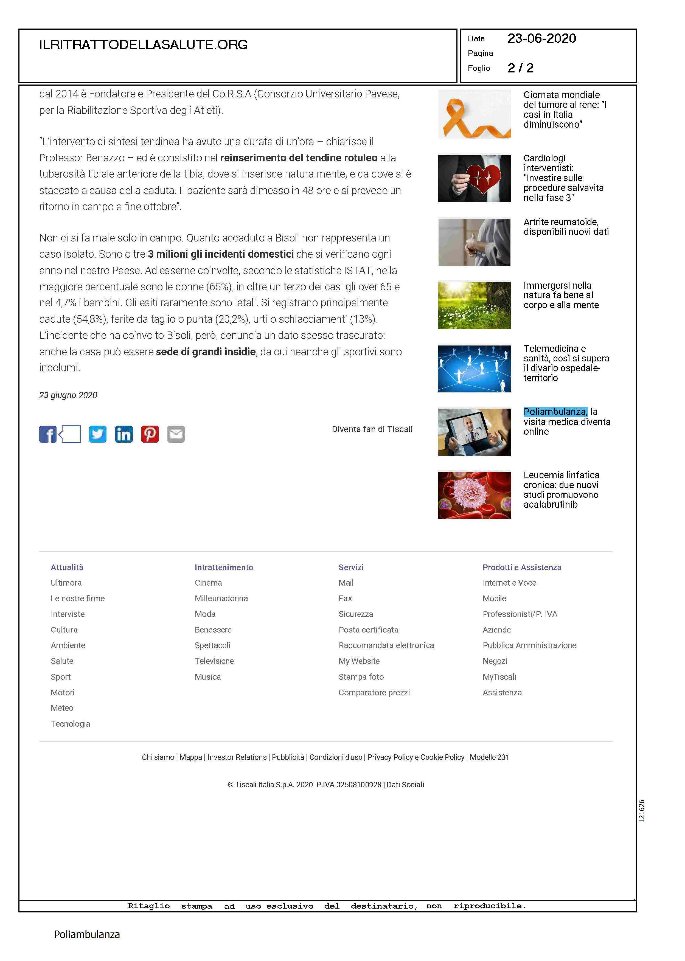 ILRITRATTODELLASALUTE.ORG
Data 23-06-2020
Pagina
Foglio 2 / 2
dal 2014 è Fondatore e Presidente del Co.R.S.A (Consorzio Universitario Pavese,
per la Riabilitazione Sportiva degli Atleti).
"L'intervento di sintesi tendinea ha avuto una durata di un'ora – chiarisce il
Professor Benazzo – ed è consistito nel reinserimento del tendine rotuleo alla
tuberosità tibiale anteriore della tibia, dove si inserisce naturalmente, e da dove si è
staccato a causa della caduta. Il paziente sarà dimesso in 48 ore e si prevede un
ritorno in campo a fine ottobre".
Non ci si fa male solo in campo. Quanto accaduto a Bisoli non rappresenta un
caso isolato. Sono oltre 3 milioni gli incidenti domestici che si verificano ogni
anno nel nostro Paese. Ad esserne coinvolte, secondo le statistiche ISTAT, nella
maggiore percentuale sono le donne (65%), in oltre un terzo dei casi gli over 65 e
nel 4,7% i bambini. Gli esiti raramente sono letali. Si registrano principalmente
cadute (54,8%), ferite da taglio o punta (20,2%), urti o schiacciamenti (13%).
L'incidente che ha coinvolto Bisoli, però, denuncia un dato spesso trascurato:
anche la casa può essere sede di grandi insidie, da cui neanche gli sportivi sono
incolumi.
23 giugno 2020
Diventa fan di Tiscali
Giornata mondiale
del tumore al rene: "I
casi in Italia
diminuiscono"
Cardiologi
interventisti:
"Investire sulle
procedure salvavita
nella fase 3"
Artrite reumatoide,
disponibili nuovi dati
Immergersi nella
natura fa bene al
corpo e alla mente
Telemedicina e
sanità, così si supera
il divario ospedale-
territorio
Poliambulanza, la
visita medica diventa
online
Leucemia linfatica
cronica: due nuovi
studi promuovono
acalabrutinib
Attualità
Ultimora
Le nostre firme
Interviste
Cultura
Ambiente
Salute
Sport
Motori
Meteo
Tecnologia
Intrattenimento
Cinema
Milleunadonna
Moda
Benessere
Spettacoli
Televisione
Musica
Servizi
Mail
Fax
Sicurezza
Posta certificata
Raccomandata elettronica
My Website
Stampa foto
Comparatore prezzi
Prodotti e Assistenza
Internet e Voce
Mobile
Professionisti/P. IVA
Aziende
Pubblica Amministrazione
Negozi
MyTiscali
Assistenza
Chi siamo | Mappa | Investor Relations | Pubblicità | Condizioni d'uso | Privacy Policy e Cookie Policy | Modello 231
© Tiscali Italia S.p.A. 2020 P.IVA 02508100928 | Dati Sociali
121626
Ritaglio stampa ad uso esclusivo del destinatario, non riproducibile.
Poliambulanza